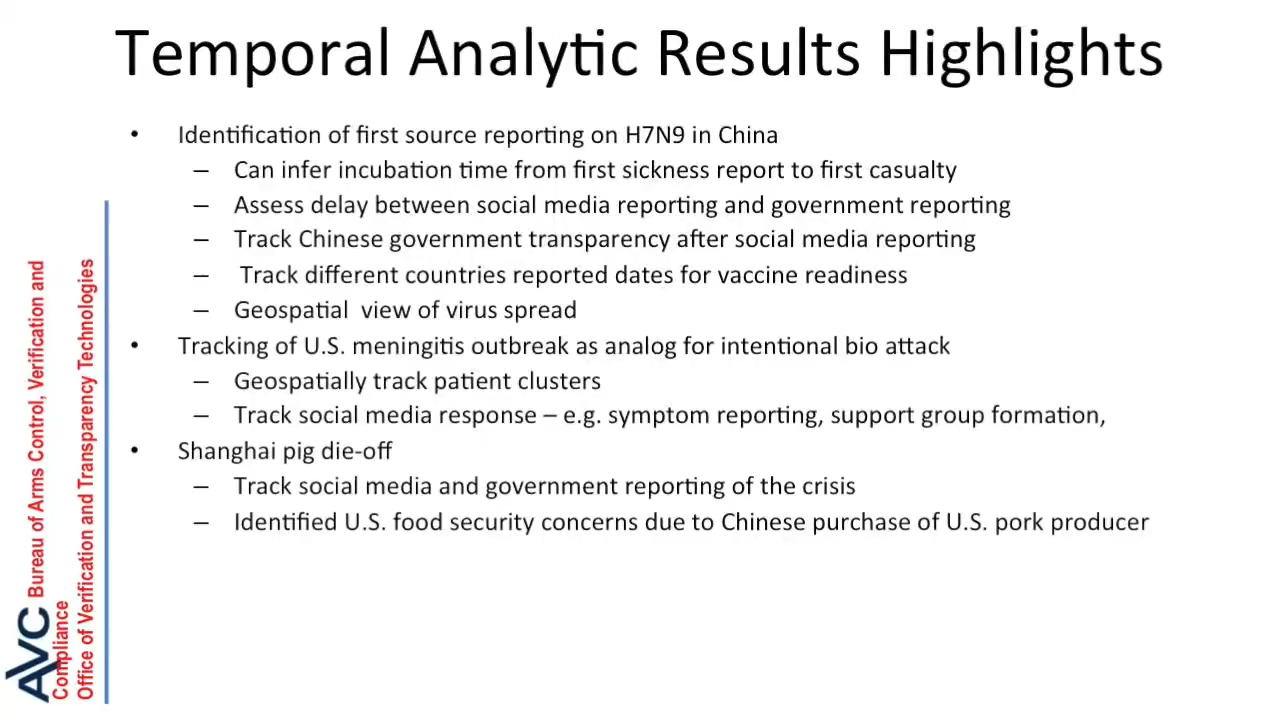 Temporal Analytic Results Highlights
• Identification of first source reporting on H7N9 in China
– Can infer incubation time from first sickness report to first casualty
– Assess delay between social media reporting and government reporting
– Track Chinese government transparency after social media reporting
– Track different countries reported dates for vaccine readiness
– Geospatial view of virus spread
• Tracking of U.S. meningitis outbreak as analog for intentional bio attack
– Geospatially track patient clusters
– Track social media response – e.g. symptom reporting, support group formation,
• Shanghai pig die-off
– Track social media and government reporting of the crisis
– Identified U.S. food security concerns due to Chinese purchase of U.S. pork producer
AVC Bureau of Arms Control, Verification and
Compliance
Office of Verification and Transparency Technologies